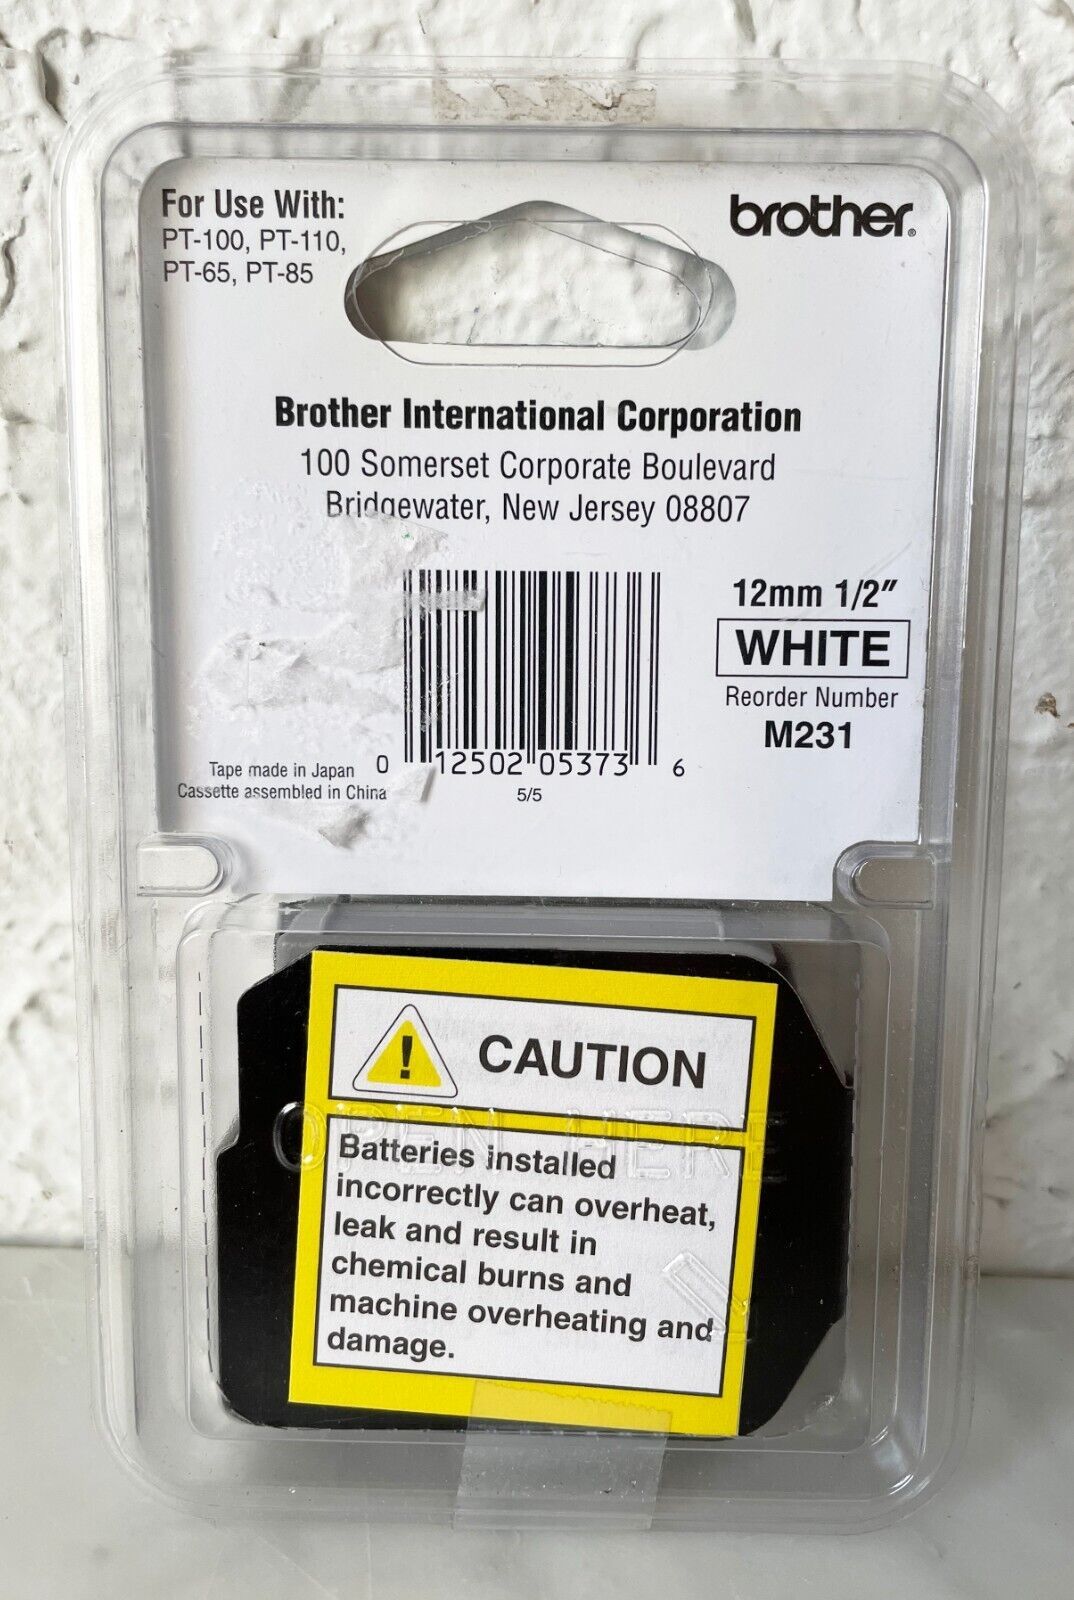 For Use With:
PT-100, PT-110,
PT-65, PT-85
brother®
Brother International Corporation
100 Somerset Corporate Boulevard
Bridgewater, New Jersey 08807
12mm 1/2"
WHITE
Reorder Number
M231
Tape made in Japan
Cassette assembled in China
0 12502 05373 6
5/5
! CAUTION
OPEN HERE
Batteries installed
incorrectly can overheat,
leak and result in
chemical burns and
machine overheating and
damage.